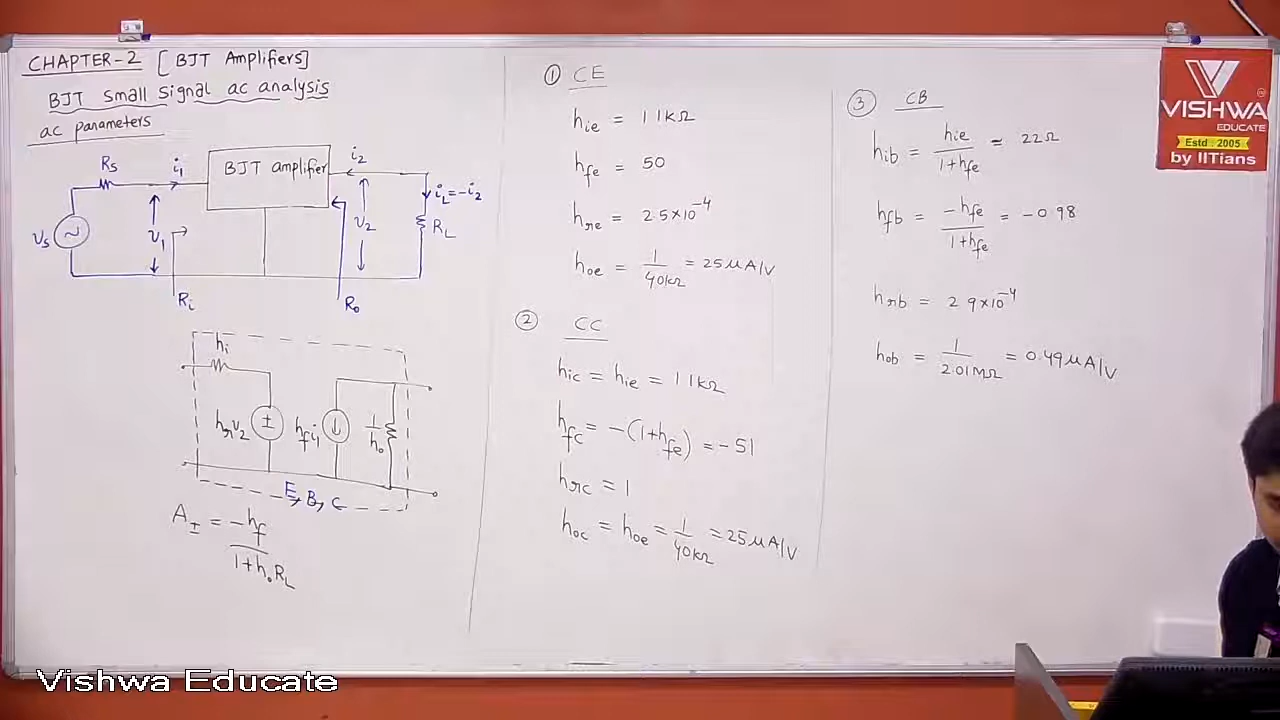 CHAPTER-2 [BJT Amplifiers]
BJT small signal ac analysis
ac parameters
Rs
i1
BJT amplifier
i2
iL=-i2
vs
v1
v2
RL
Ri
Ro
hi
hrv2
hfi1
1/ho
E, B, C
AI = -hf/1+hoRL
① CE
hie = 1.1kΩ
hfe = 50
hre = 2.5×10⁻⁴
hoe = 1/40kΩ = 25μA/V
② CC
hic = hie = 1.1kΩ
hfc = -(1+hfe) = -51
hrc = 1
hoc = hoe = 1/40kΩ = 25μA/V
③ CB
hib = hie/1+hfe ≈ 22Ω
hfb = -hfe/1+hfe = -0.98
hrb = 2.9×10⁻⁴
hob = 1/2.01MΩ = 0.49μA/V
VISHWA
EDUCATE
Estd. 2005
by IITians
Vishwa Educate